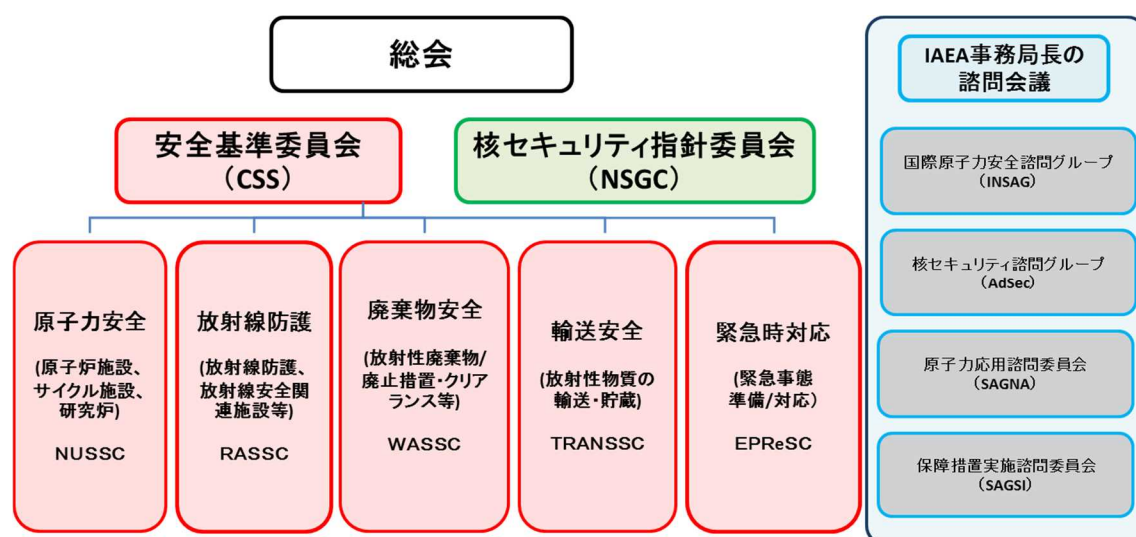 総会
安全基準委員会
（CSS）
核セキュリティ指針委員会
（NSGC）
原子力安全
(原子炉施設、
サイクル施設、
研究炉)
NUSSC
放射線防護
(放射線防護、
放射線安全関
連施設等)
RASSC
廃棄物安全
(放射性廃棄物/
廃止措置・クリア
ランス等)
WASSC
輸送安全
(放射性物質の
輸送・貯蔵)
TRANSSC
緊急時対応
(緊急事態
準備/対応）
EPReSC
IAEA事務局長の
諮問会議
国際原子力安全諮問グループ
（INSAG）
核セキュリティ諮問グループ
（AdSec）
原子力応用諮問委員会
（SAGNA）
保障措置実施諮問委員会
（SAGSI）